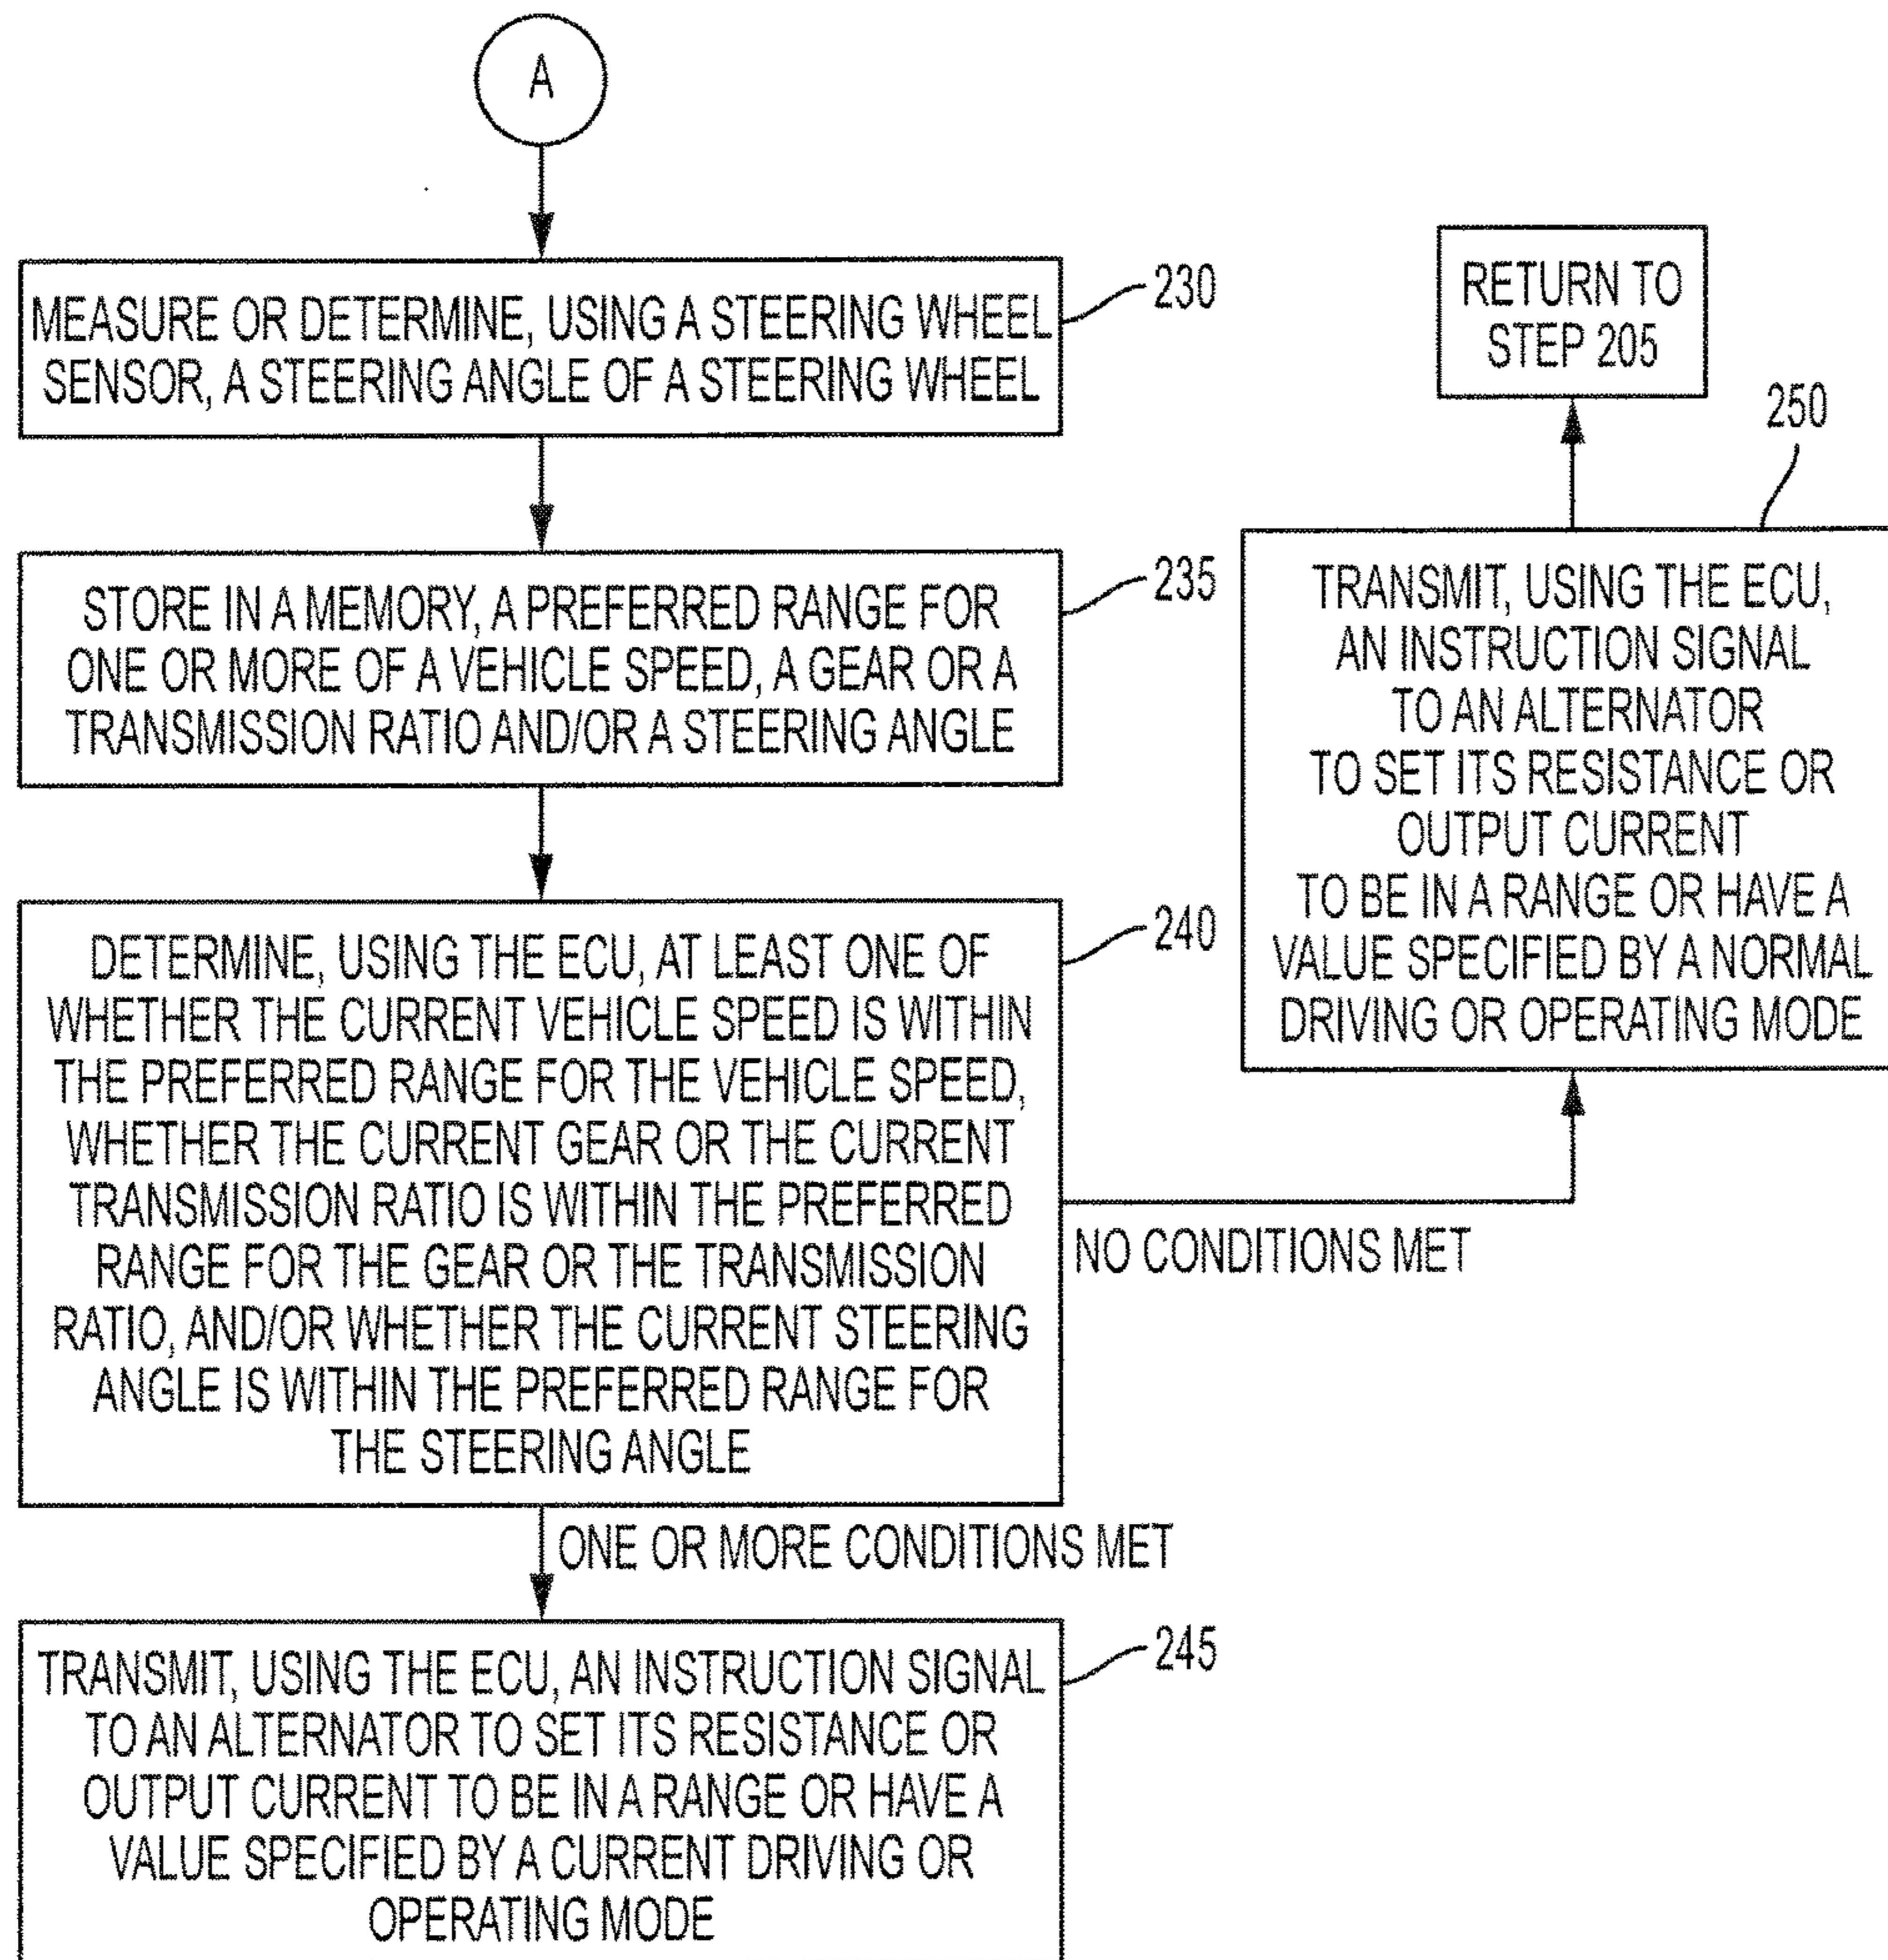 A
MEASURE OR DETERMINE, USING A STEERING WHEEL
SENSOR, A STEERING ANGLE OF A STEERING WHEEL
230
STORE IN A MEMORY, A PREFERRED RANGE FOR
ONE OR MORE OF A VEHICLE SPEED, A GEAR OR A
TRANSMISSION RATIO AND/OR A STEERING ANGLE
235
DETERMINE, USING THE ECU, AT LEAST ONE OF
WHETHER THE CURRENT VEHICLE SPEED IS WITHIN
THE PREFERRED RANGE FOR THE VEHICLE SPEED,
WHETHER THE CURRENT GEAR OR THE CURRENT
TRANSMISSION RATIO IS WITHIN THE PREFERRED
RANGE FOR THE GEAR OR THE TRANSMISSION
RATIO, AND/OR WHETHER THE CURRENT STEERING
ANGLE IS WITHIN THE PREFERRED RANGE FOR
THE STEERING ANGLE
240
NO CONDITIONS MET
ONE OR MORE CONDITIONS MET
TRANSMIT, USING THE ECU, AN INSTRUCTION SIGNAL
TO AN ALTERNATOR TO SET ITS RESISTANCE OR
OUTPUT CURRENT TO BE IN A RANGE OR HAVE A
VALUE SPECIFIED BY A CURRENT DRIVING OR
OPERATING MODE
245
RETURN TO
STEP 205
250
TRANSMIT, USING THE ECU,
AN INSTRUCTION SIGNAL
TO AN ALTERNATOR
TO SET ITS RESISTANCE OR
OUTPUT CURRENT
TO BE IN A RANGE OR HAVE A
VALUE SPECIFIED BY A NORMAL
DRIVING OR OPERATING MODE